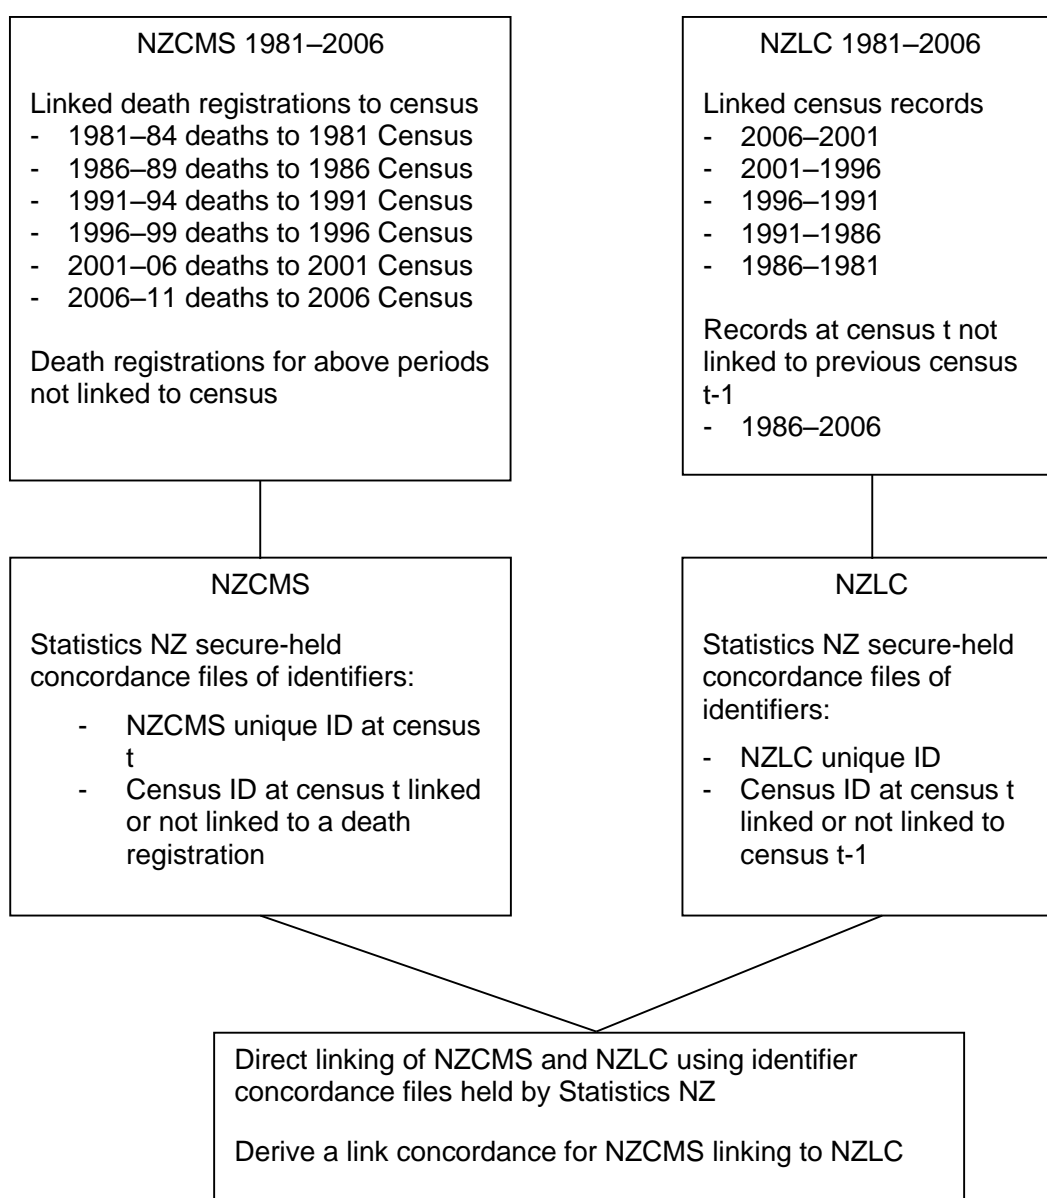 NZCMS 1981–2006
Linked death registrations to census
- 1981–84 deaths to 1981 Census
- 1986–89 deaths to 1986 Census
- 1991–94 deaths to 1991 Census
- 1996–99 deaths to 1996 Census
- 2001–06 deaths to 2001 Census
- 2006–11 deaths to 2006 Census
Death registrations for above periods
not linked to census
NZLC 1981–2006
Linked census records
- 2006–2001
- 2001–1996
- 1996–1991
- 1991–1986
- 1986–1981
Records at census t not
linked to previous census
t-1
- 1986–2006
NZCMS
Statistics NZ secure-held
concordance files of identifiers:
- NZCMS unique ID at census
t
- Census ID at census t linked
or not linked to a death
registration
NZLC
Statistics NZ secure-held
concordance files of
identifiers:
- NZLC unique ID
- Census ID at census t
linked or not linked to
census t-1
Direct linking of NZCMS and NZLC using identifier
concordance files held by Statistics NZ
Derive a link concordance for NZCMS linking to NZLC